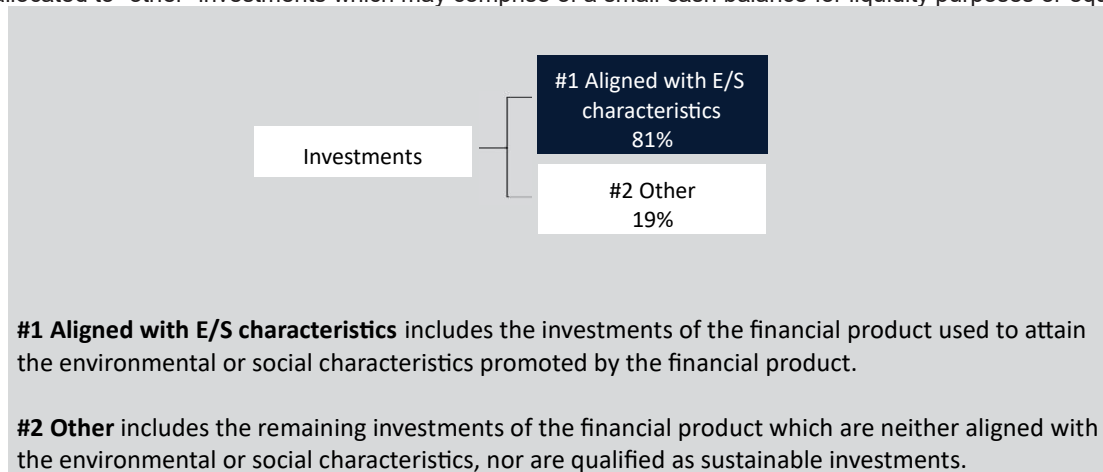 allocated to "other" investments which may comprise of a small cash balance for liquidity purposes or
#1 Aligned with E/S
characteristics
81%
Investments
#2 Other
19%
#1 Aligned with E/S characteristics includes the investments of the financial product used to attain
the environmental or social characteristics promoted by the financial product.
#2 Other includes the remaining investments of the financial product which are neither aligned with
the environmental or social characteristics, nor are qualified as sustainable investments.